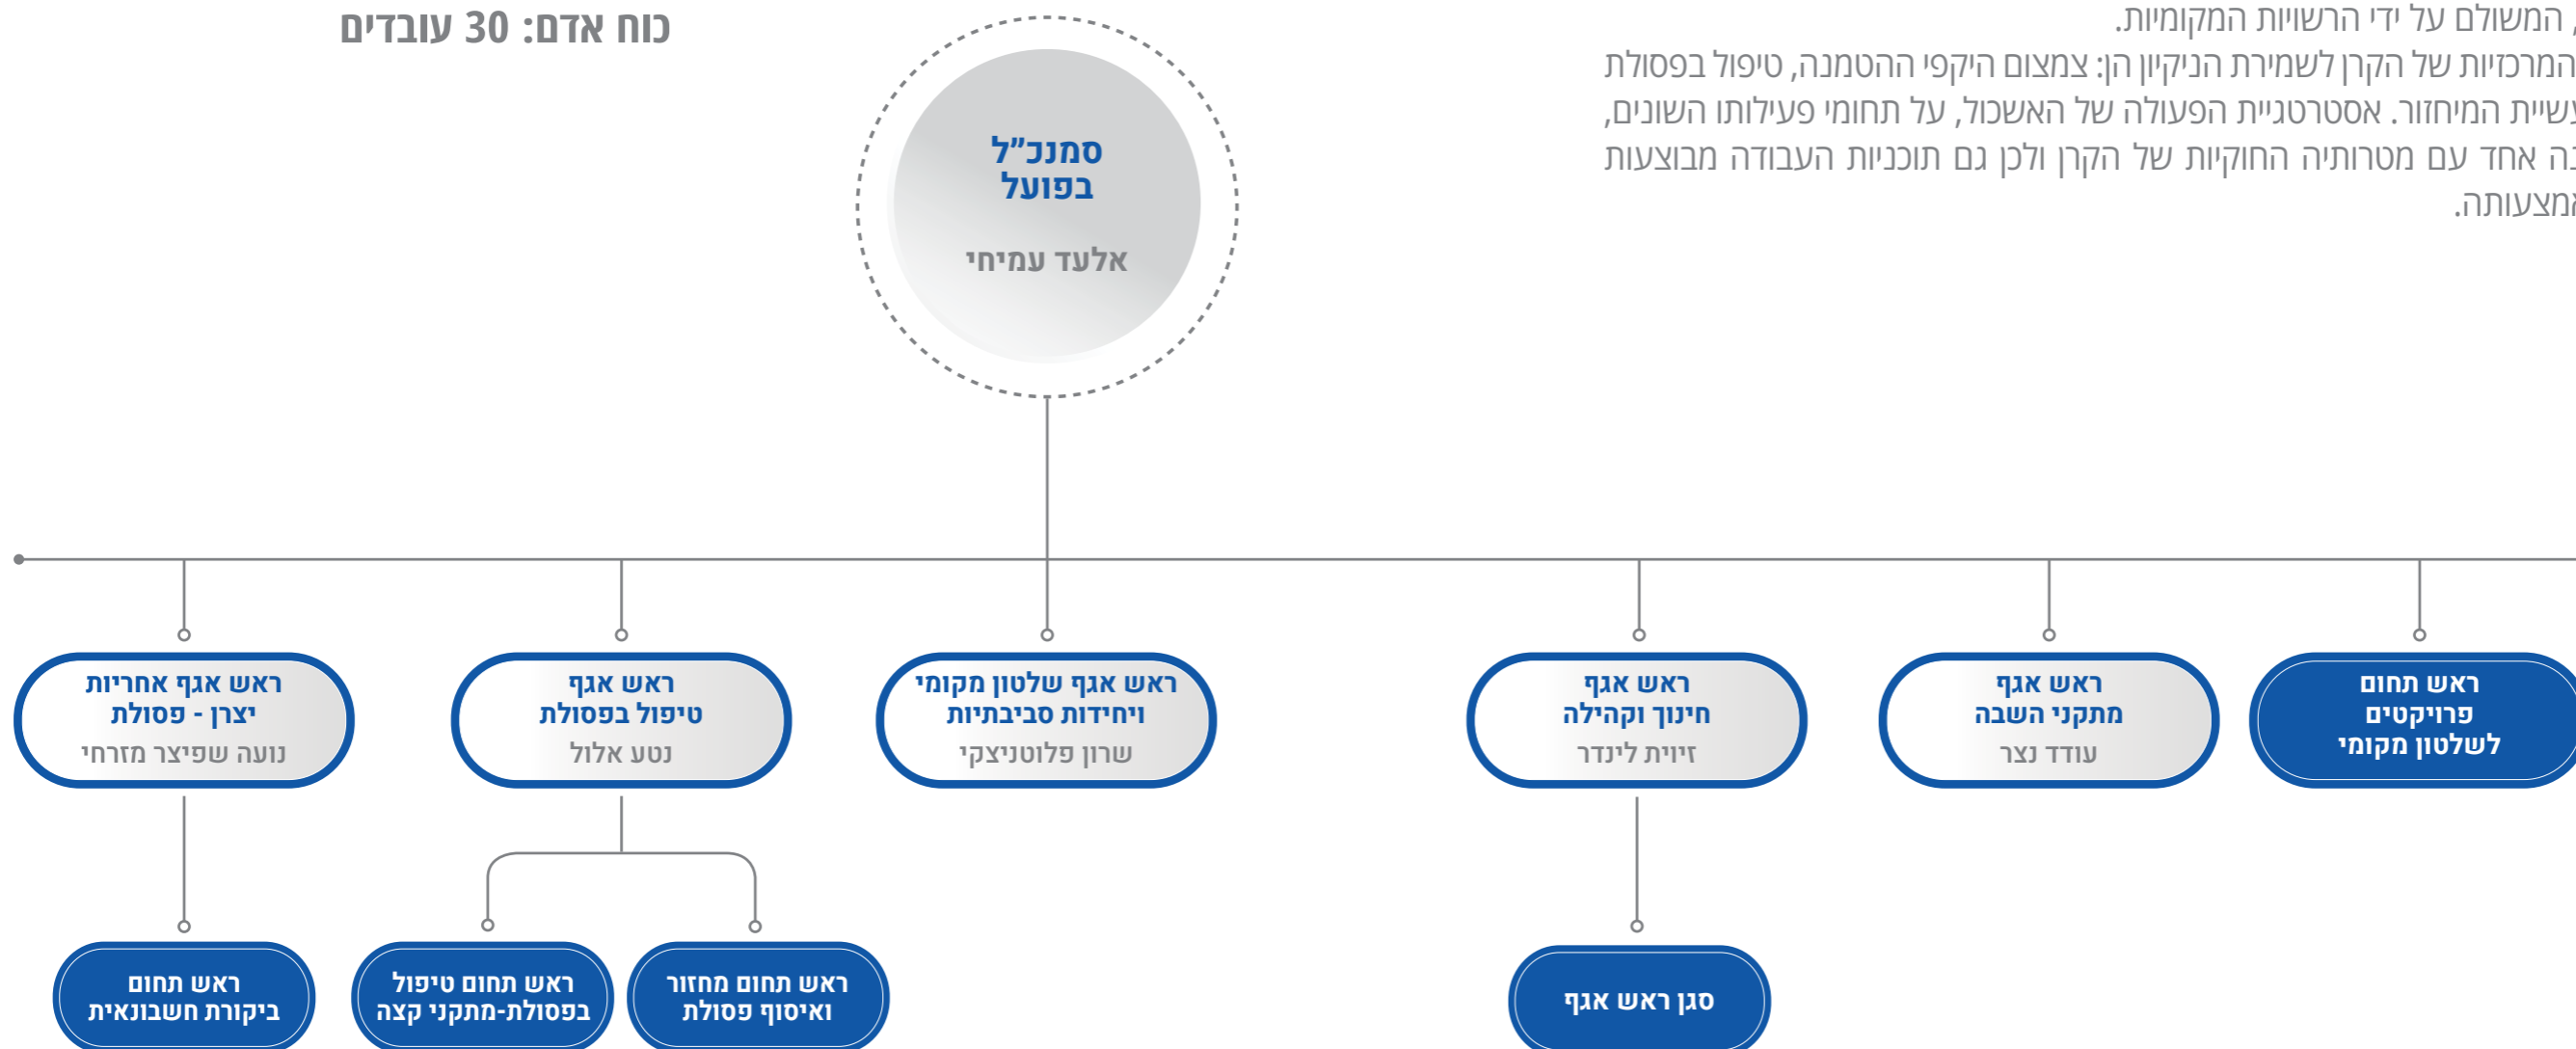 , המשולם על ידי הרשויות המקומיות.
המרכזיות של הקרן לשמירת הניקיון הן: צמצום היקפי ההטמנה, טיפול בפסולת
המיחזור. אסטרטגיית הפעולה של האשכול, על תחומי פעילותו השונים,
אחד עם מטרותיה החוקיות של הקרן ולכן גם תוכניות העבודה מבוצעות
כוח אדם: 30 עובדים
סמנכ״ל
בפועל
אלעד עמיחי
ראש תחום
פרויקטים
לשלטון מקומי
ראש אגף
מתקני השבה
עודד נצר
ראש אגף
חינוך וקהילה
זיוית לינדר
ראש אגף שלטון מקומי
ויחידות סביבתיות
שרון פלוטניצקי
ראש אגף
טיפול בפסולת
נטע אלול
ראש אגף אחריות
יצרן - פסולת
נועה שפיצר מזרחי
סגן ראש אגף
ראש תחום מחזור
ואיסוף פסולת
ראש תחום טיפול
בפסולת-מתקני קצה
ראש תחום
ביקורת חשבונאית